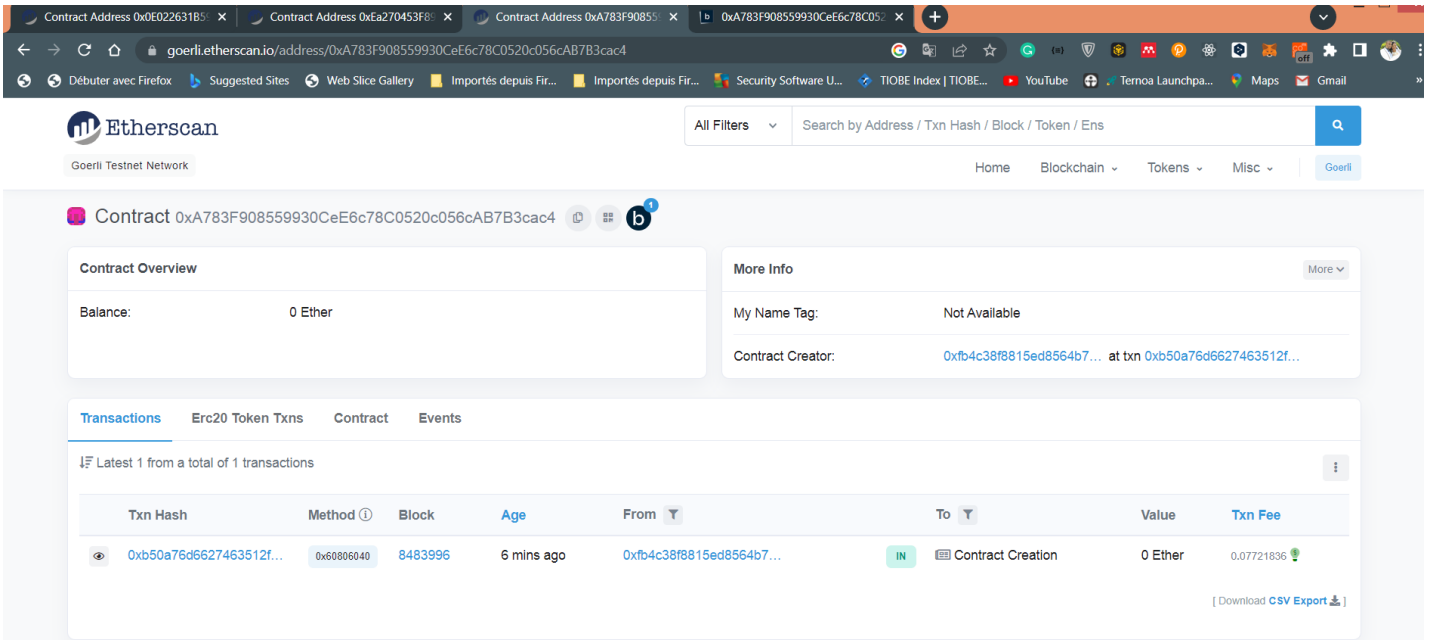 Contract Address 0x0E022631B59 Contract Address 0xEa270453F89 Contract Address 0xA783F908559 0xA783F908559930CeE6c78C052
goerli.etherscan.io/address/0xA783F908559930CeE6c78C0520c056cAB7B3cac4
Débuter avec Firefox Suggested Sites Web Slice Gallery Importés depuis Fir... Importés depuis Fir... Security Software U... TIOBE Index | TIOBE... YouTube Ternoa Launchpa... Maps Gmail »
off
Etherscan
All Filters Search by Address / Txn Hash / Block / Token / Ens
Goerli Testnet Network
Home Blockchain Tokens Misc Goerli
Contract 0xA783F908559930CeE6c78C0520c056cAB7B3cac4 b 1
Contract Overview
Balance: 0 Ether
More Info More
My Name Tag: Not Available
Contract Creator: 0xfb4c38f8815ed8564b7... at txn 0xb50a76d6627463512f...
Transactions Erc20 Token Txns Contract Events
Latest 1 from a total of 1 transactions
Txn Hash Method Block Age From To Value Txn Fee
0xb50a76d6627463512f... 0x60806040 8483996 6 mins ago 0xfb4c38f8815ed8564b7... IN Contract Creation 0 Ether 0.07721836
[ Download CSV Export ]